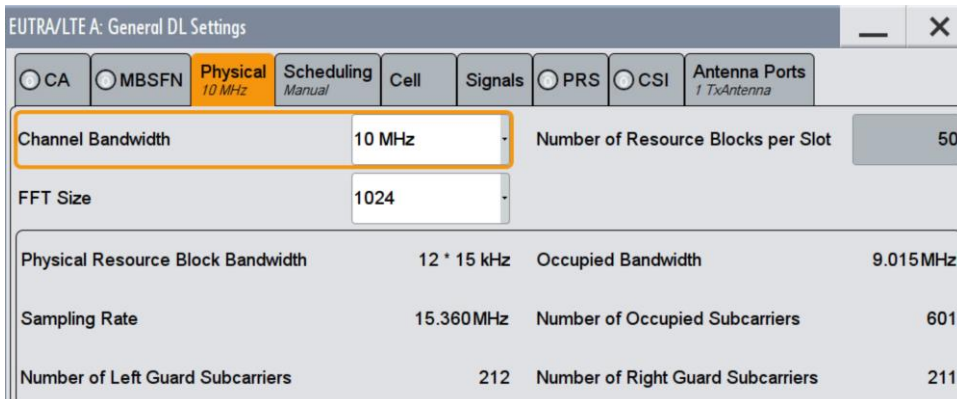 EUTRA/LTE A: General DL Settings
CA MBSFN Physical 10 MHz Scheduling Manual Cell Signals PRS CSI Antenna Ports 1 TxAntenna
Channel Bandwidth 10 MHz Number of Resource Blocks per Slot 50
FFT Size 1024
Physical Resource Block Bandwidth 12 * 15 kHz Occupied Bandwidth 9.015 MHz
Sampling Rate 15.360 MHz Number of Occupied Subcarriers 601
Number of Left Guard Subcarriers 212 Number of Right Guard Subcarriers 211